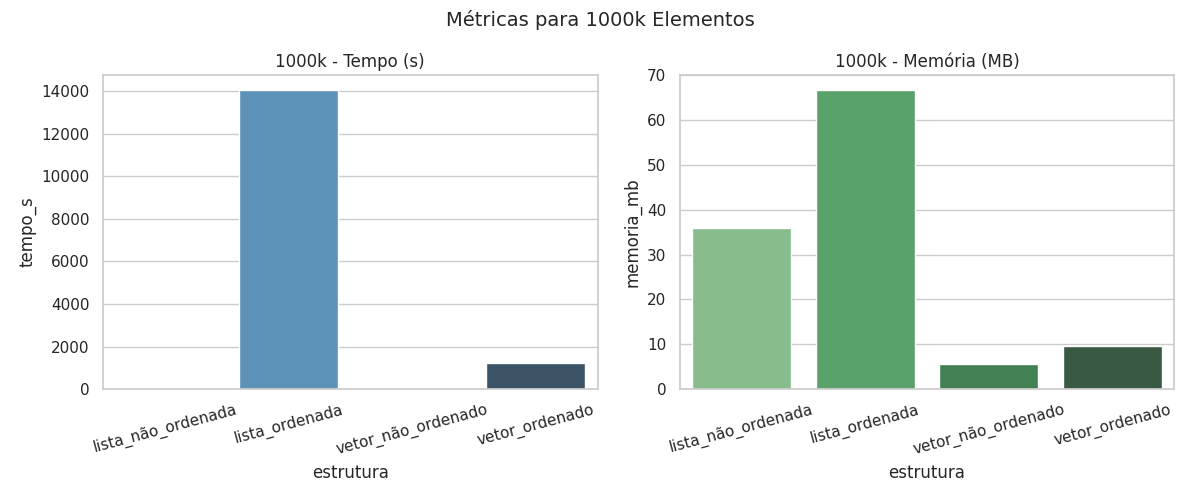 Métricas para 1000k Elementos
1000k - Tempo (s)
14000
12000
10000
8000
6000
4000
2000
0
tempo_s
lista_não_ordenada
lista_ordenada
vetor_não_ordenado
vetor_ordenado
estrutura
1000k - Memória (MB)
70
60
50
40
30
20
10
0
memoria_mb
lista_não_ordenada
lista_ordenada
vetor_não_ordenado
vetor_ordenado
estrutura